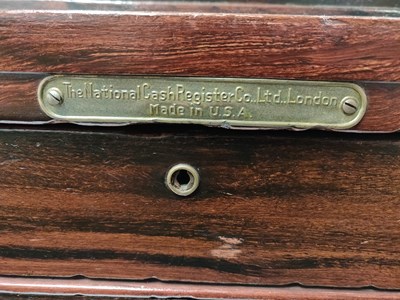 The National Cash Register Co., Ltd., London
Made in U.S.A.